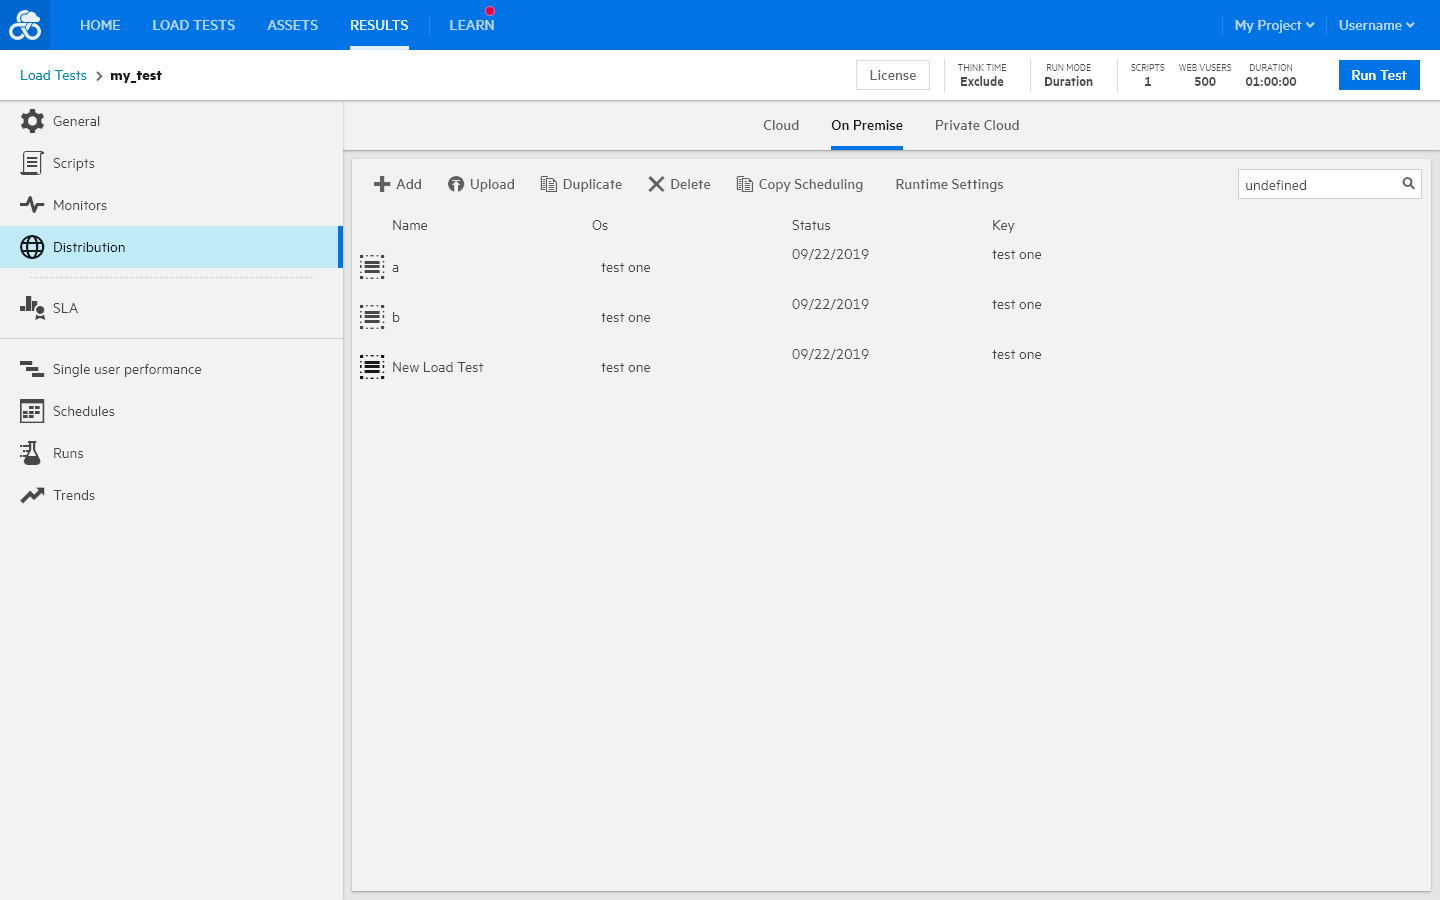 HOME LOAD TESTS ASSETS RESULTS LEARN My Project Username
Load Tests my_test License THINK TIME Exclude RUN MODE Duration SCRIPTS 1 WEB VUSERS 500 DURATION 01:00:00 Run Test
General
Scripts
Monitors
Distribution
SLA
Single user performance
Schedules
Runs
Trends
Cloud On Premise Private Cloud
Add Upload Duplicate Delete Copy Scheduling Runtime Settings undefined
Name Os Status Key
a test one 09/22/2019 test one
b test one 09/22/2019 test one
New Load Test test one 09/22/2019 test one